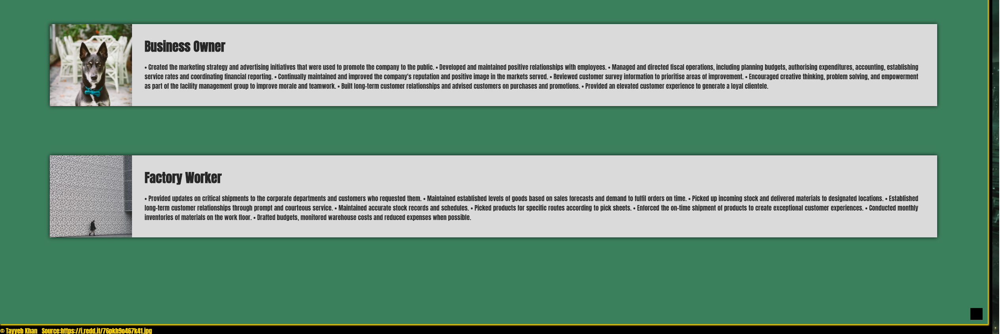 Business Owner
• Created the marketing strategy and advertising initiatives that were used to promote the company to the public. • Developed and maintained positive relationships with employees. • Managed and directed fiscal operations, including planning budgets, authorising expenditures, accounting, establishing
service rates and coordinating financial reporting. • Continually maintained and improved the company's reputation and positive image in the markets served. • Reviewed customer survey information to prioritise areas of improvement. • Encouraged creative thinking, problem solving, and empowerment
as part of the facility management group to improve morale and teamwork. • Built long-term customer relationships and advised customers on purchases and promotions. • Provided an elevated customer experience to generate a loyal clientele.
Factory Worker
• Provided updates on critical shipments to the corporate departments and customers who requested them. • Maintained established levels of goods based on sales forecasts and demand to fulfil orders on time. • Picked up incoming stock and delivered materials to designated locations. • Established
long-term customer relationships through prompt and courteous service. • Maintained accurate stock records and schedules. • Picked products for specific routes according to pick sheets. • Enforced the on-time shipment of products to create exceptional customer experiences. • Conducted monthly
inventories of materials on the work floor. • Drafted budgets, monitored warehouse costs and reduced expenses when possible.
© Tayyeb Khan Source:https://i.redd.it/76pkh9o467k41.jpg